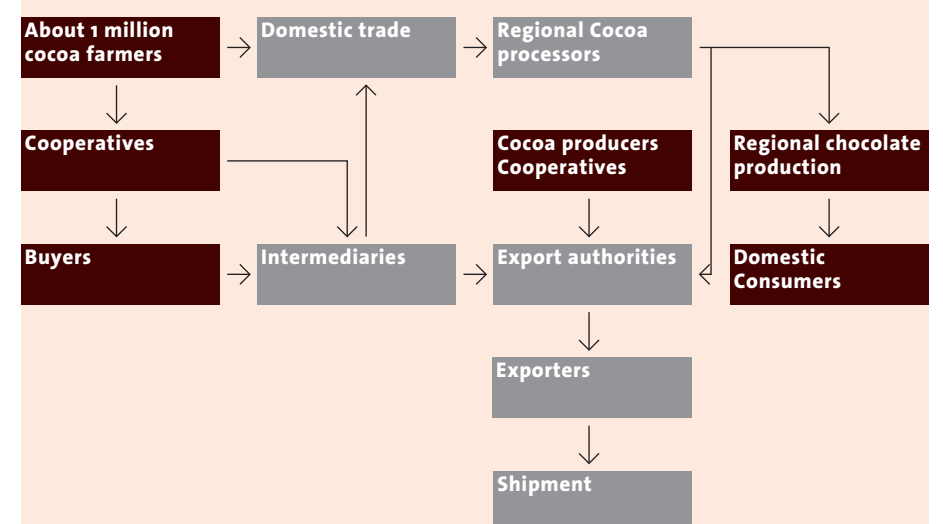 About 1 million
cocoa farmers
Domestic trade
Regional Cocoa
processors
Cooperatives
Cocoa producers
Cooperatives
Regional chocolate
production
Buyers
Intermediaries
Export authorities
Domestic
Consumers
Exporters
Shipment